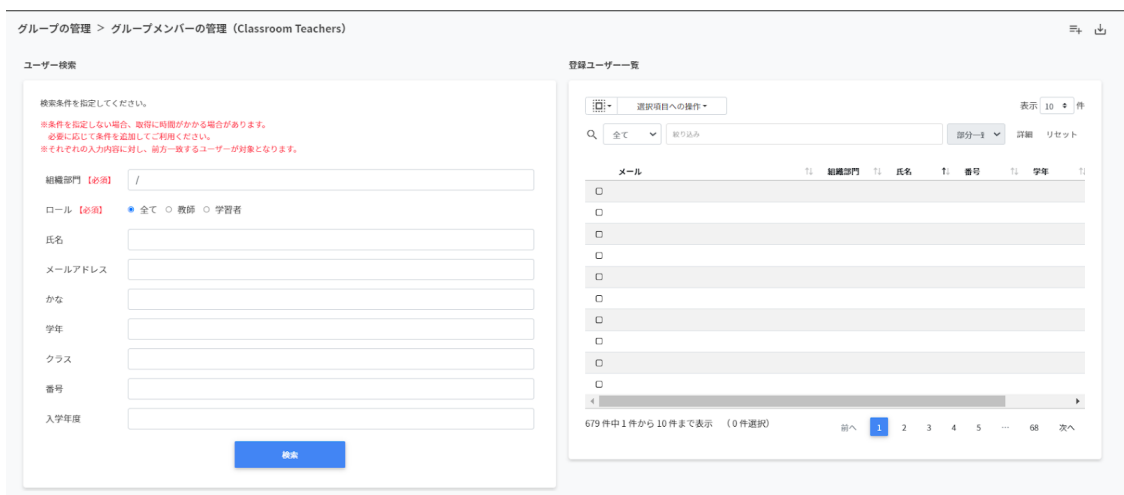 グループの管理 > グループメンバーの管理（Classroom Teachers）
ユーザー検索
検索条件を指定してください。
※条件を指定しない場合、取得に時間がかかる場合があります。
必要に応じて条件を追加してご利用ください。
※それぞれの入力内容に対し、前方一致するユーザーが対象となります。
組織部門 【必須】 /
ロール 【必須】 全て 教師 学習者
氏名
メールアドレス
かな
学年
クラス
番号
入学年度
検索
登録ユーザー一覧
選択項目への操作 表示 10 件
全て 絞り込み 部分一 詳細 リセット
メール 組織部門 氏名 番号 学年
679 件中 1 件から 10 件まで表示 （ 0 件選択）
前へ 1 2 3 4 5 … 68 次へ